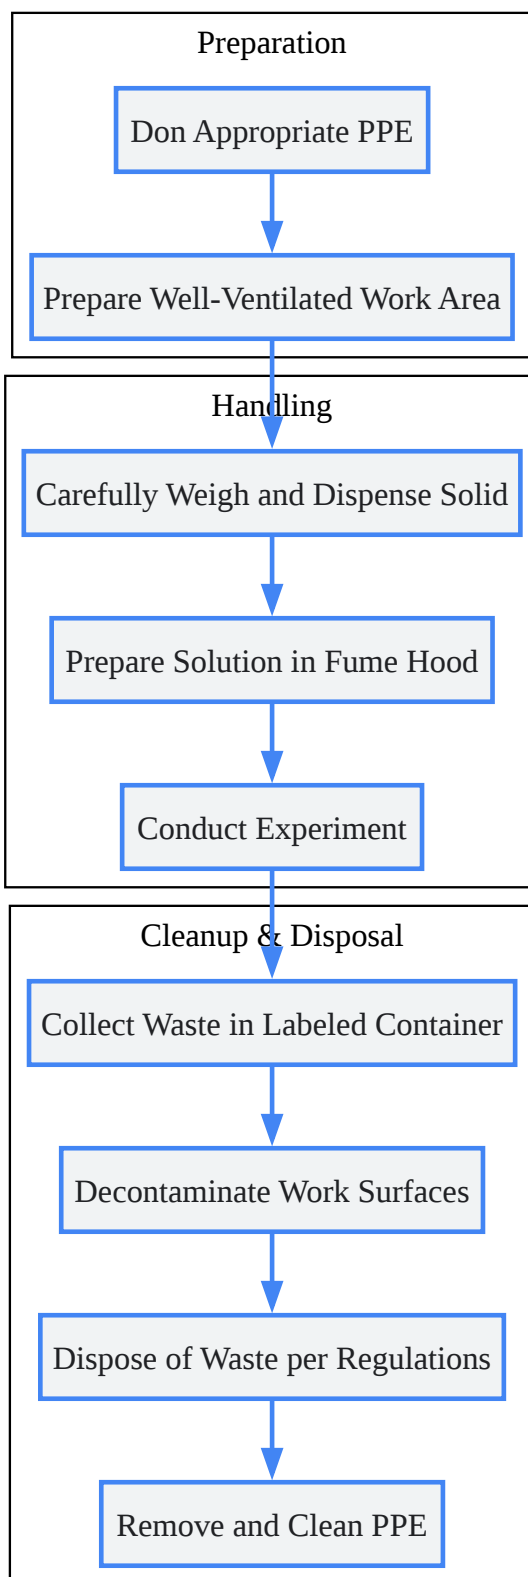 Preparation
Don Appropriate PPE
Prepare Well-Ventilated Work Area
Handling
Carefully Weigh and Dispense Solid
Prepare Solution in Fume Hood
Conduct Experiment
Cleanup & Disposal
Collect Waste in Labeled Container
Decontaminate Work Surfaces
Dispose of Waste per Regulations
Remove and Clean PPE